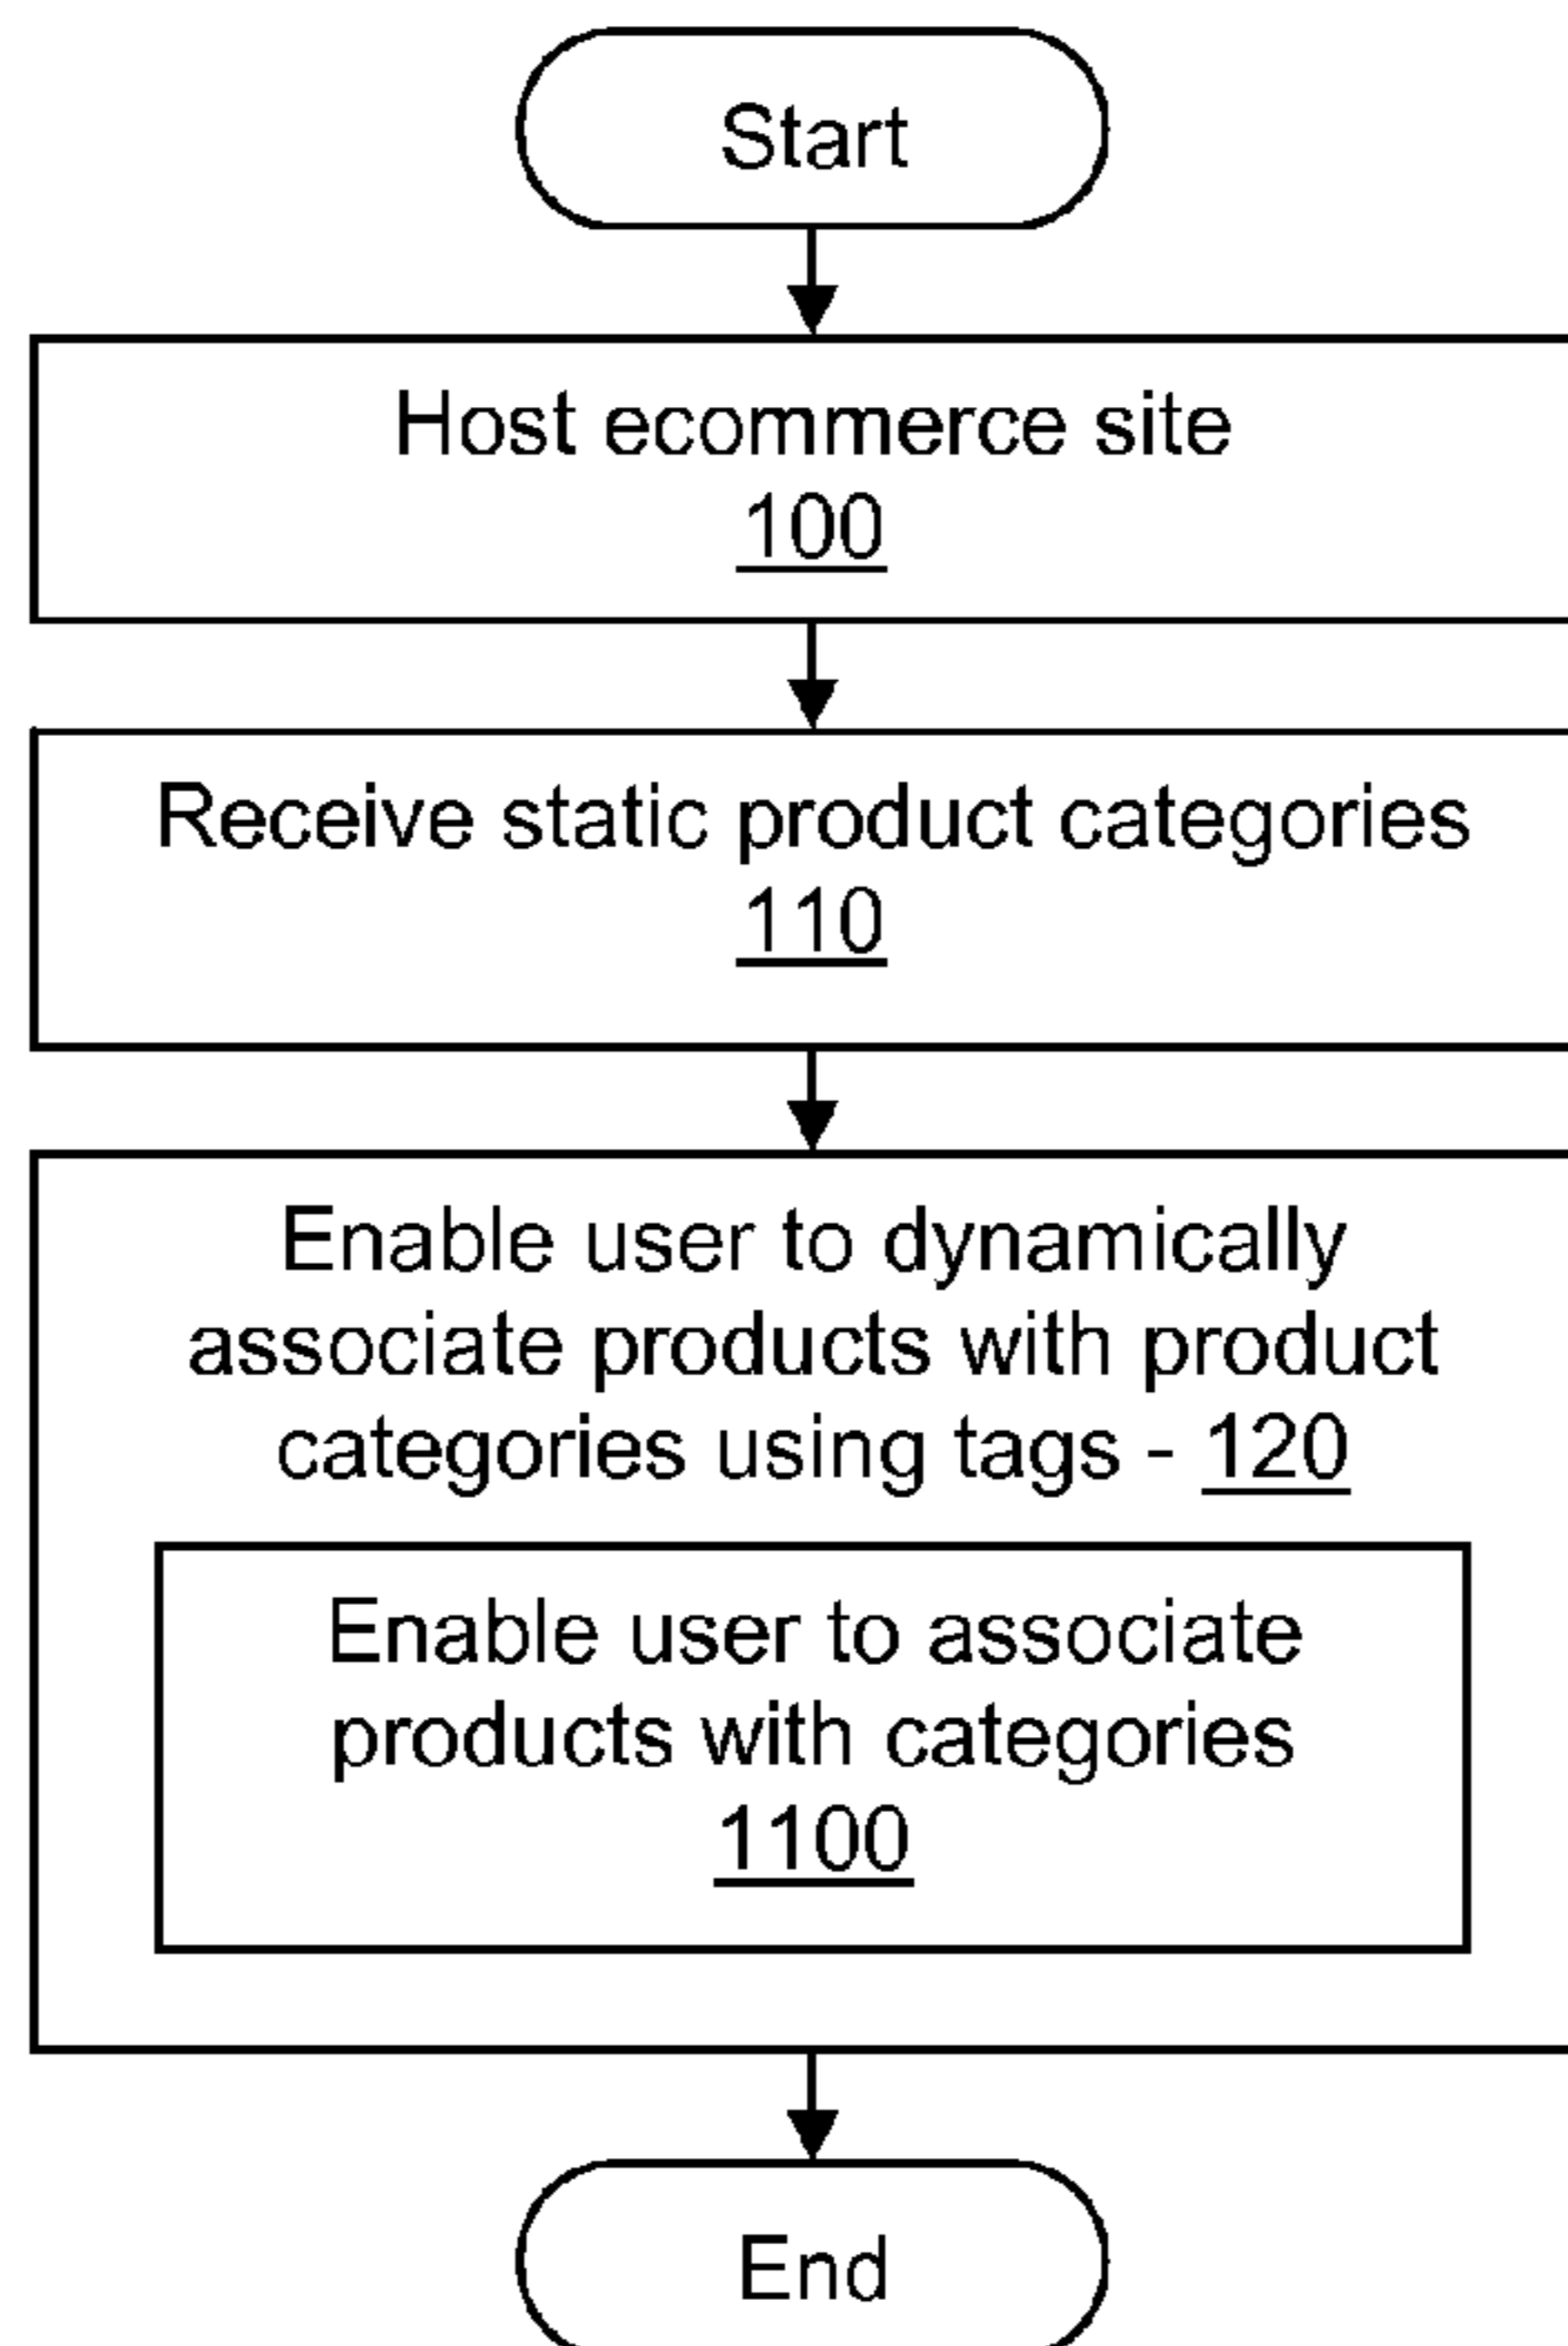 Start
Host ecommerce site
100
Receive static product categories
110
Enable user to dynamically
associate products with product
categories using tags - 120
Enable user to associate
products with categories
1100
End